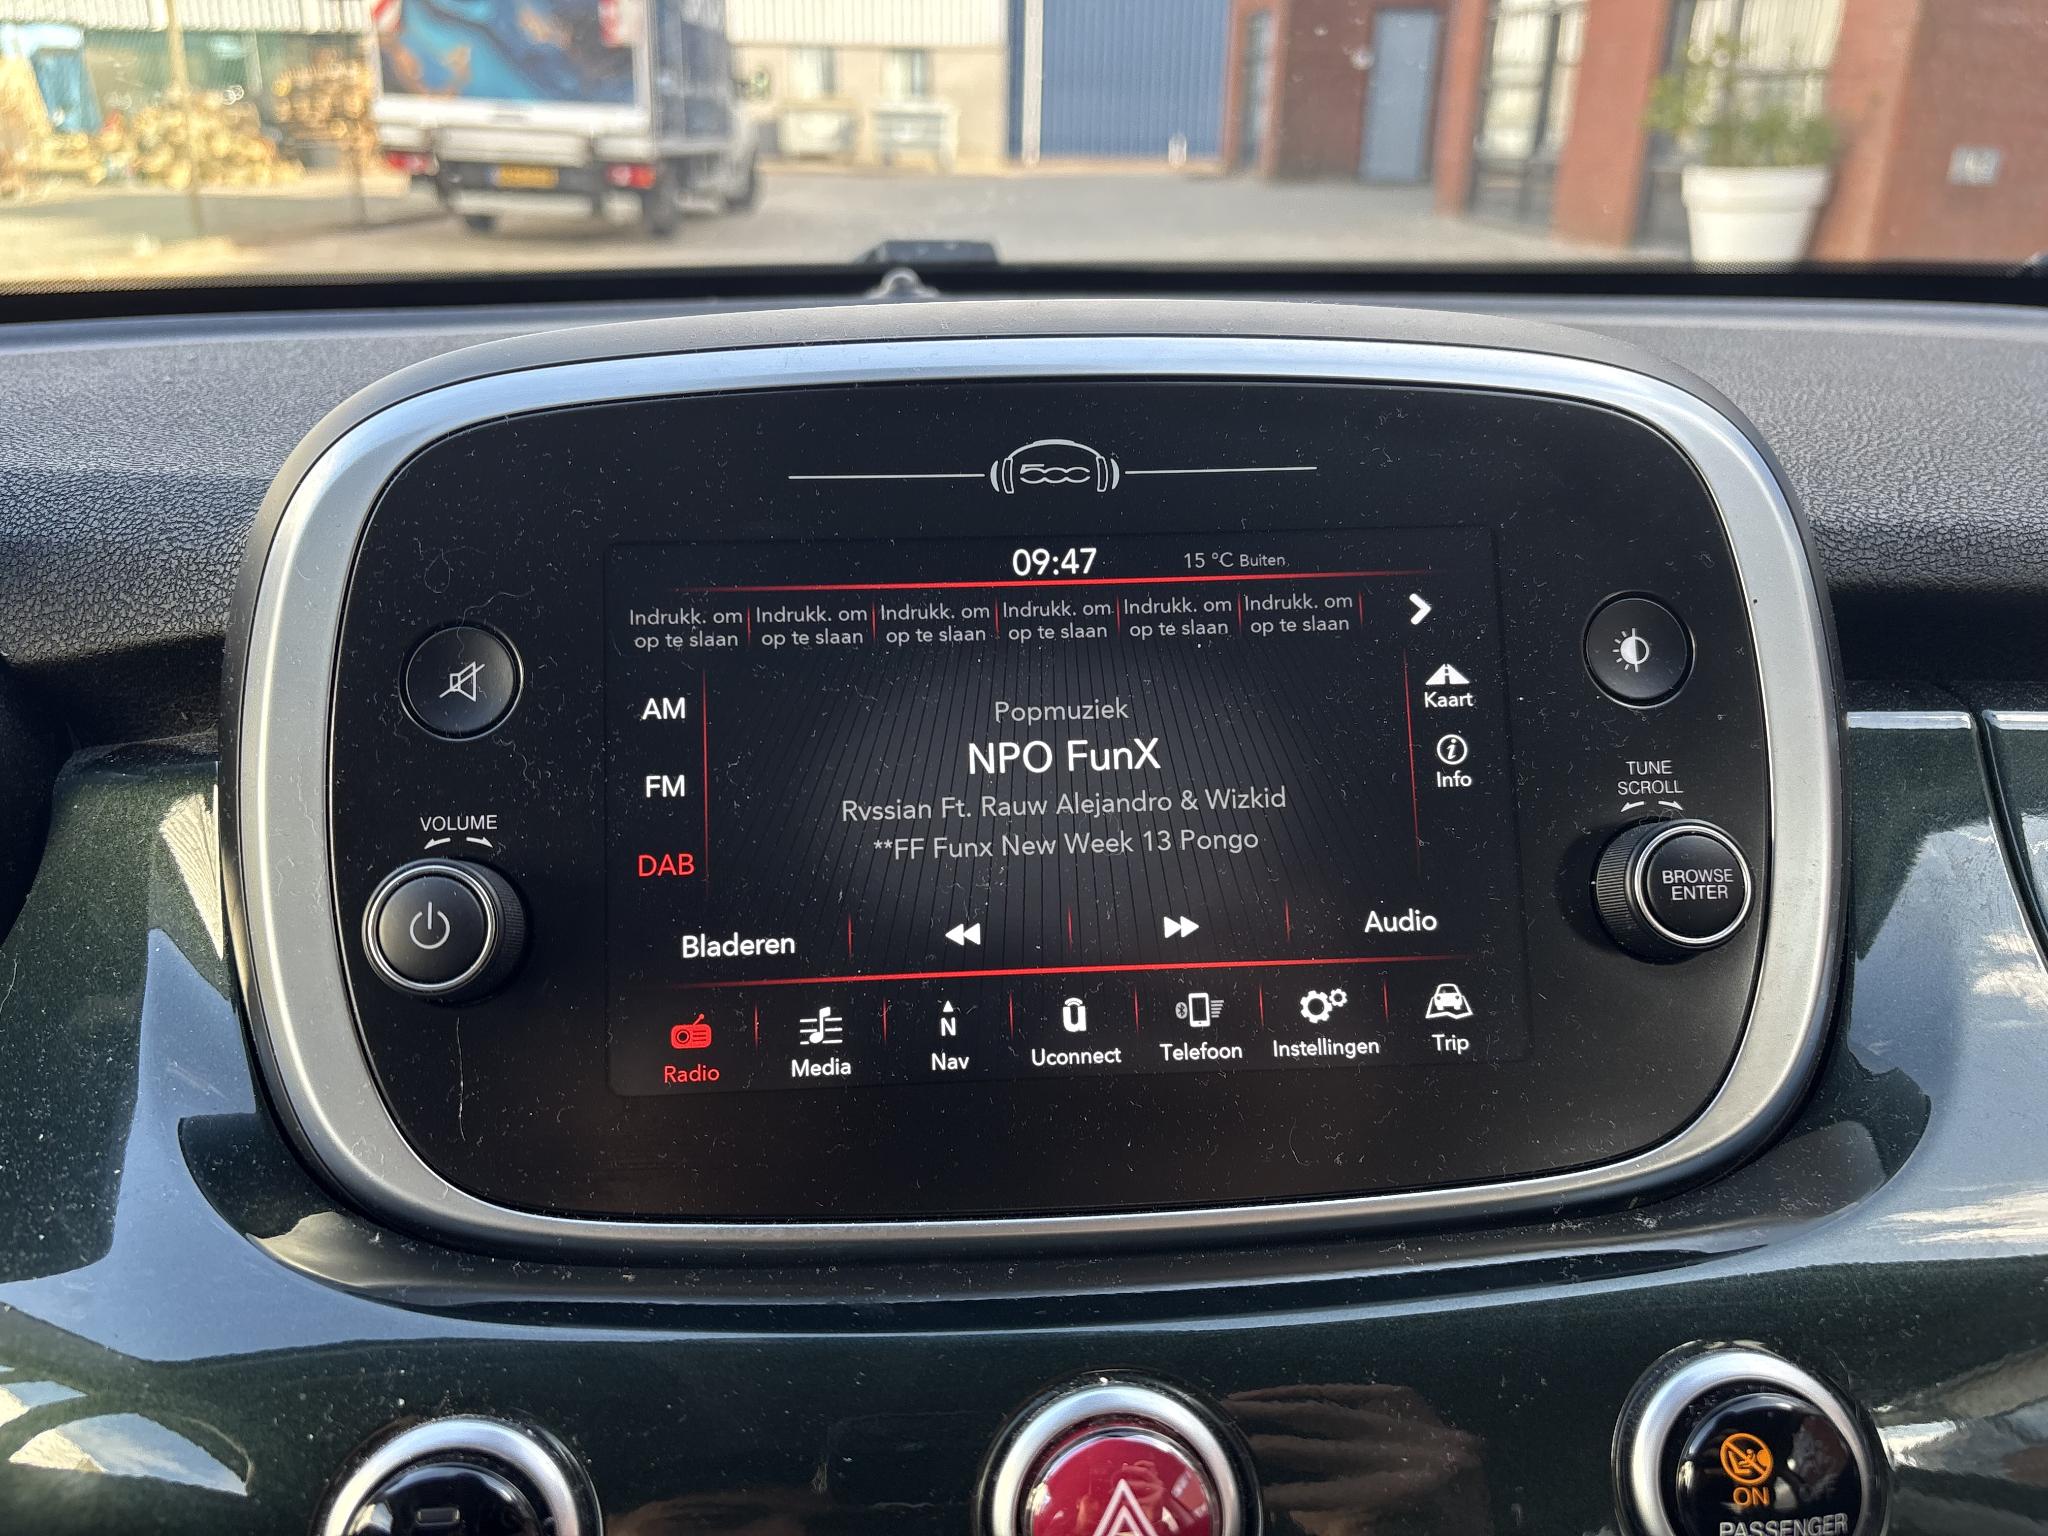 500
09:47 15 °C Buiten
Indrukk. om Indrukk. om Indrukk. om Indrukk. om Indrukk. om Indrukk. om
op te slaan op te slaan op te slaan op te slaan op te slaan op te slaan
AM
FM
DAB
Popmuziek
NPO FunX
Rvssian Ft. Rauw Alejandro & Wizkid
**FF Funx New Week 13 Pongo
Kaart
Info
Bladeren
Audio
Radio
Media
N
Nav
Uconnect
Telefoon
Instellingen
Trip
VOLUME
TUNE
SCROLL
BROWSE
ENTER
ON
PASSENGER